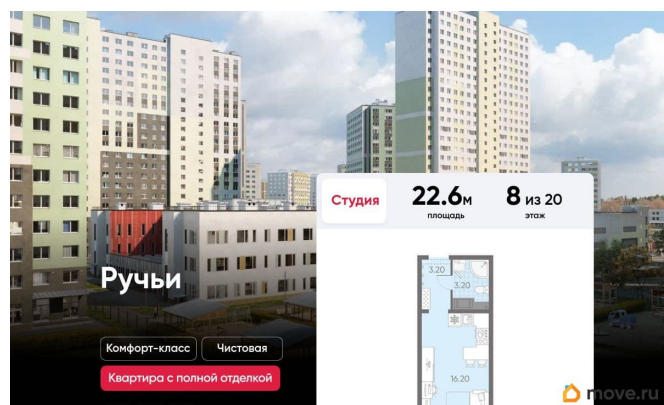 Студия
22.6м
площадь
8 из 20
этаж
3.20
3.20
16.20
Ручьи
Комфорт-класс
Чистовая
Квартира с полной отделкой
move.ru